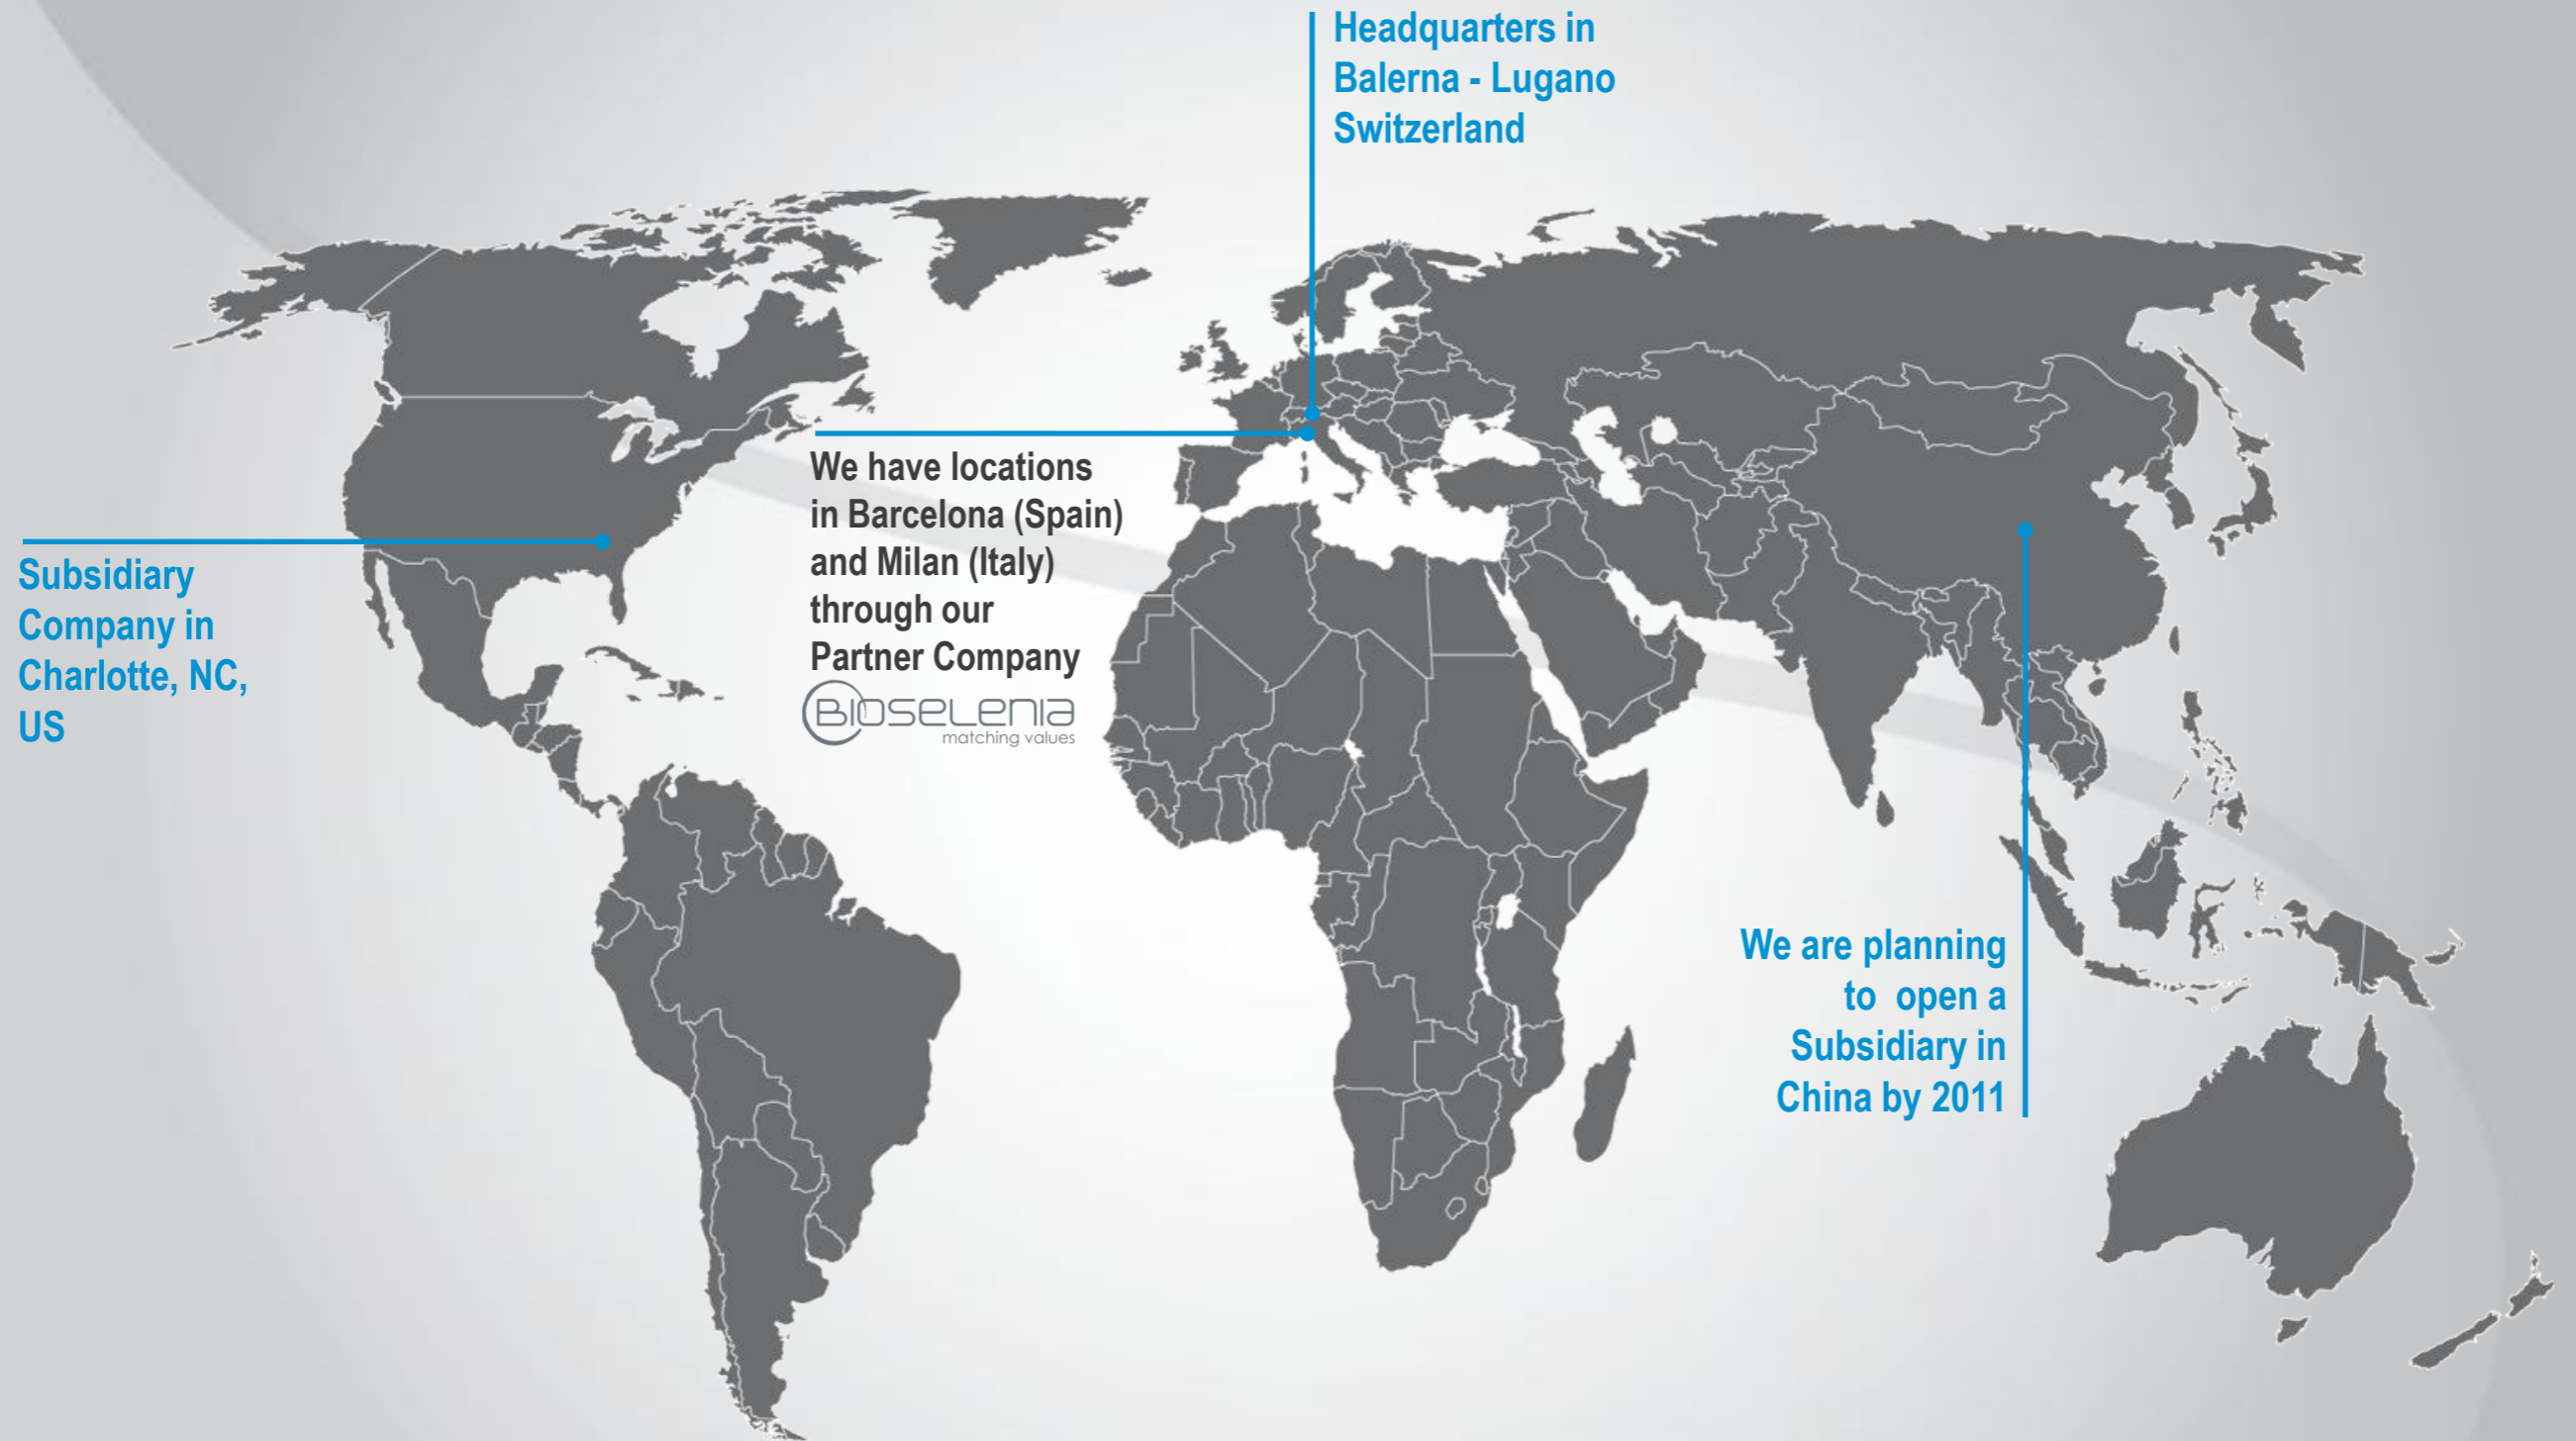 Headquarters in
Balerna - Lugano
Switzerland
We have locations
in Barcelona (Spain)
and Milan (Italy)
through our
Partner Company
BIOSELENIA
matching values
Subsidiary
Company in
Charlotte, NC,
US
We are planning
to open a
Subsidiary in
China by 2011